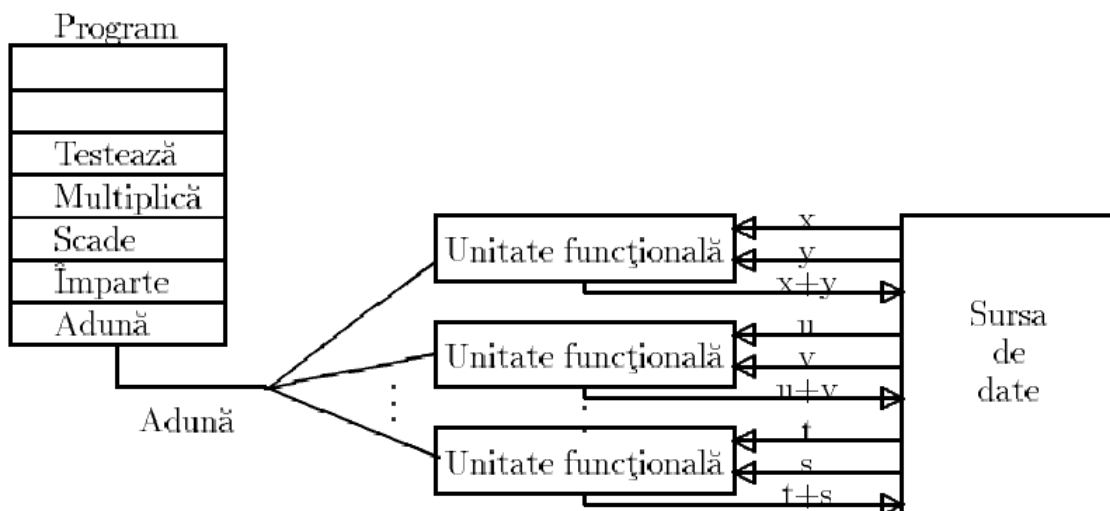 Program
Testează
Multiplică
Scade
Împarte
Adună
Adună
Unitate funcţională
x
y
x+y
Unitate funcţională
u
v
u+v
Unitate funcţională
t
s
t+s
Sursa
de
date